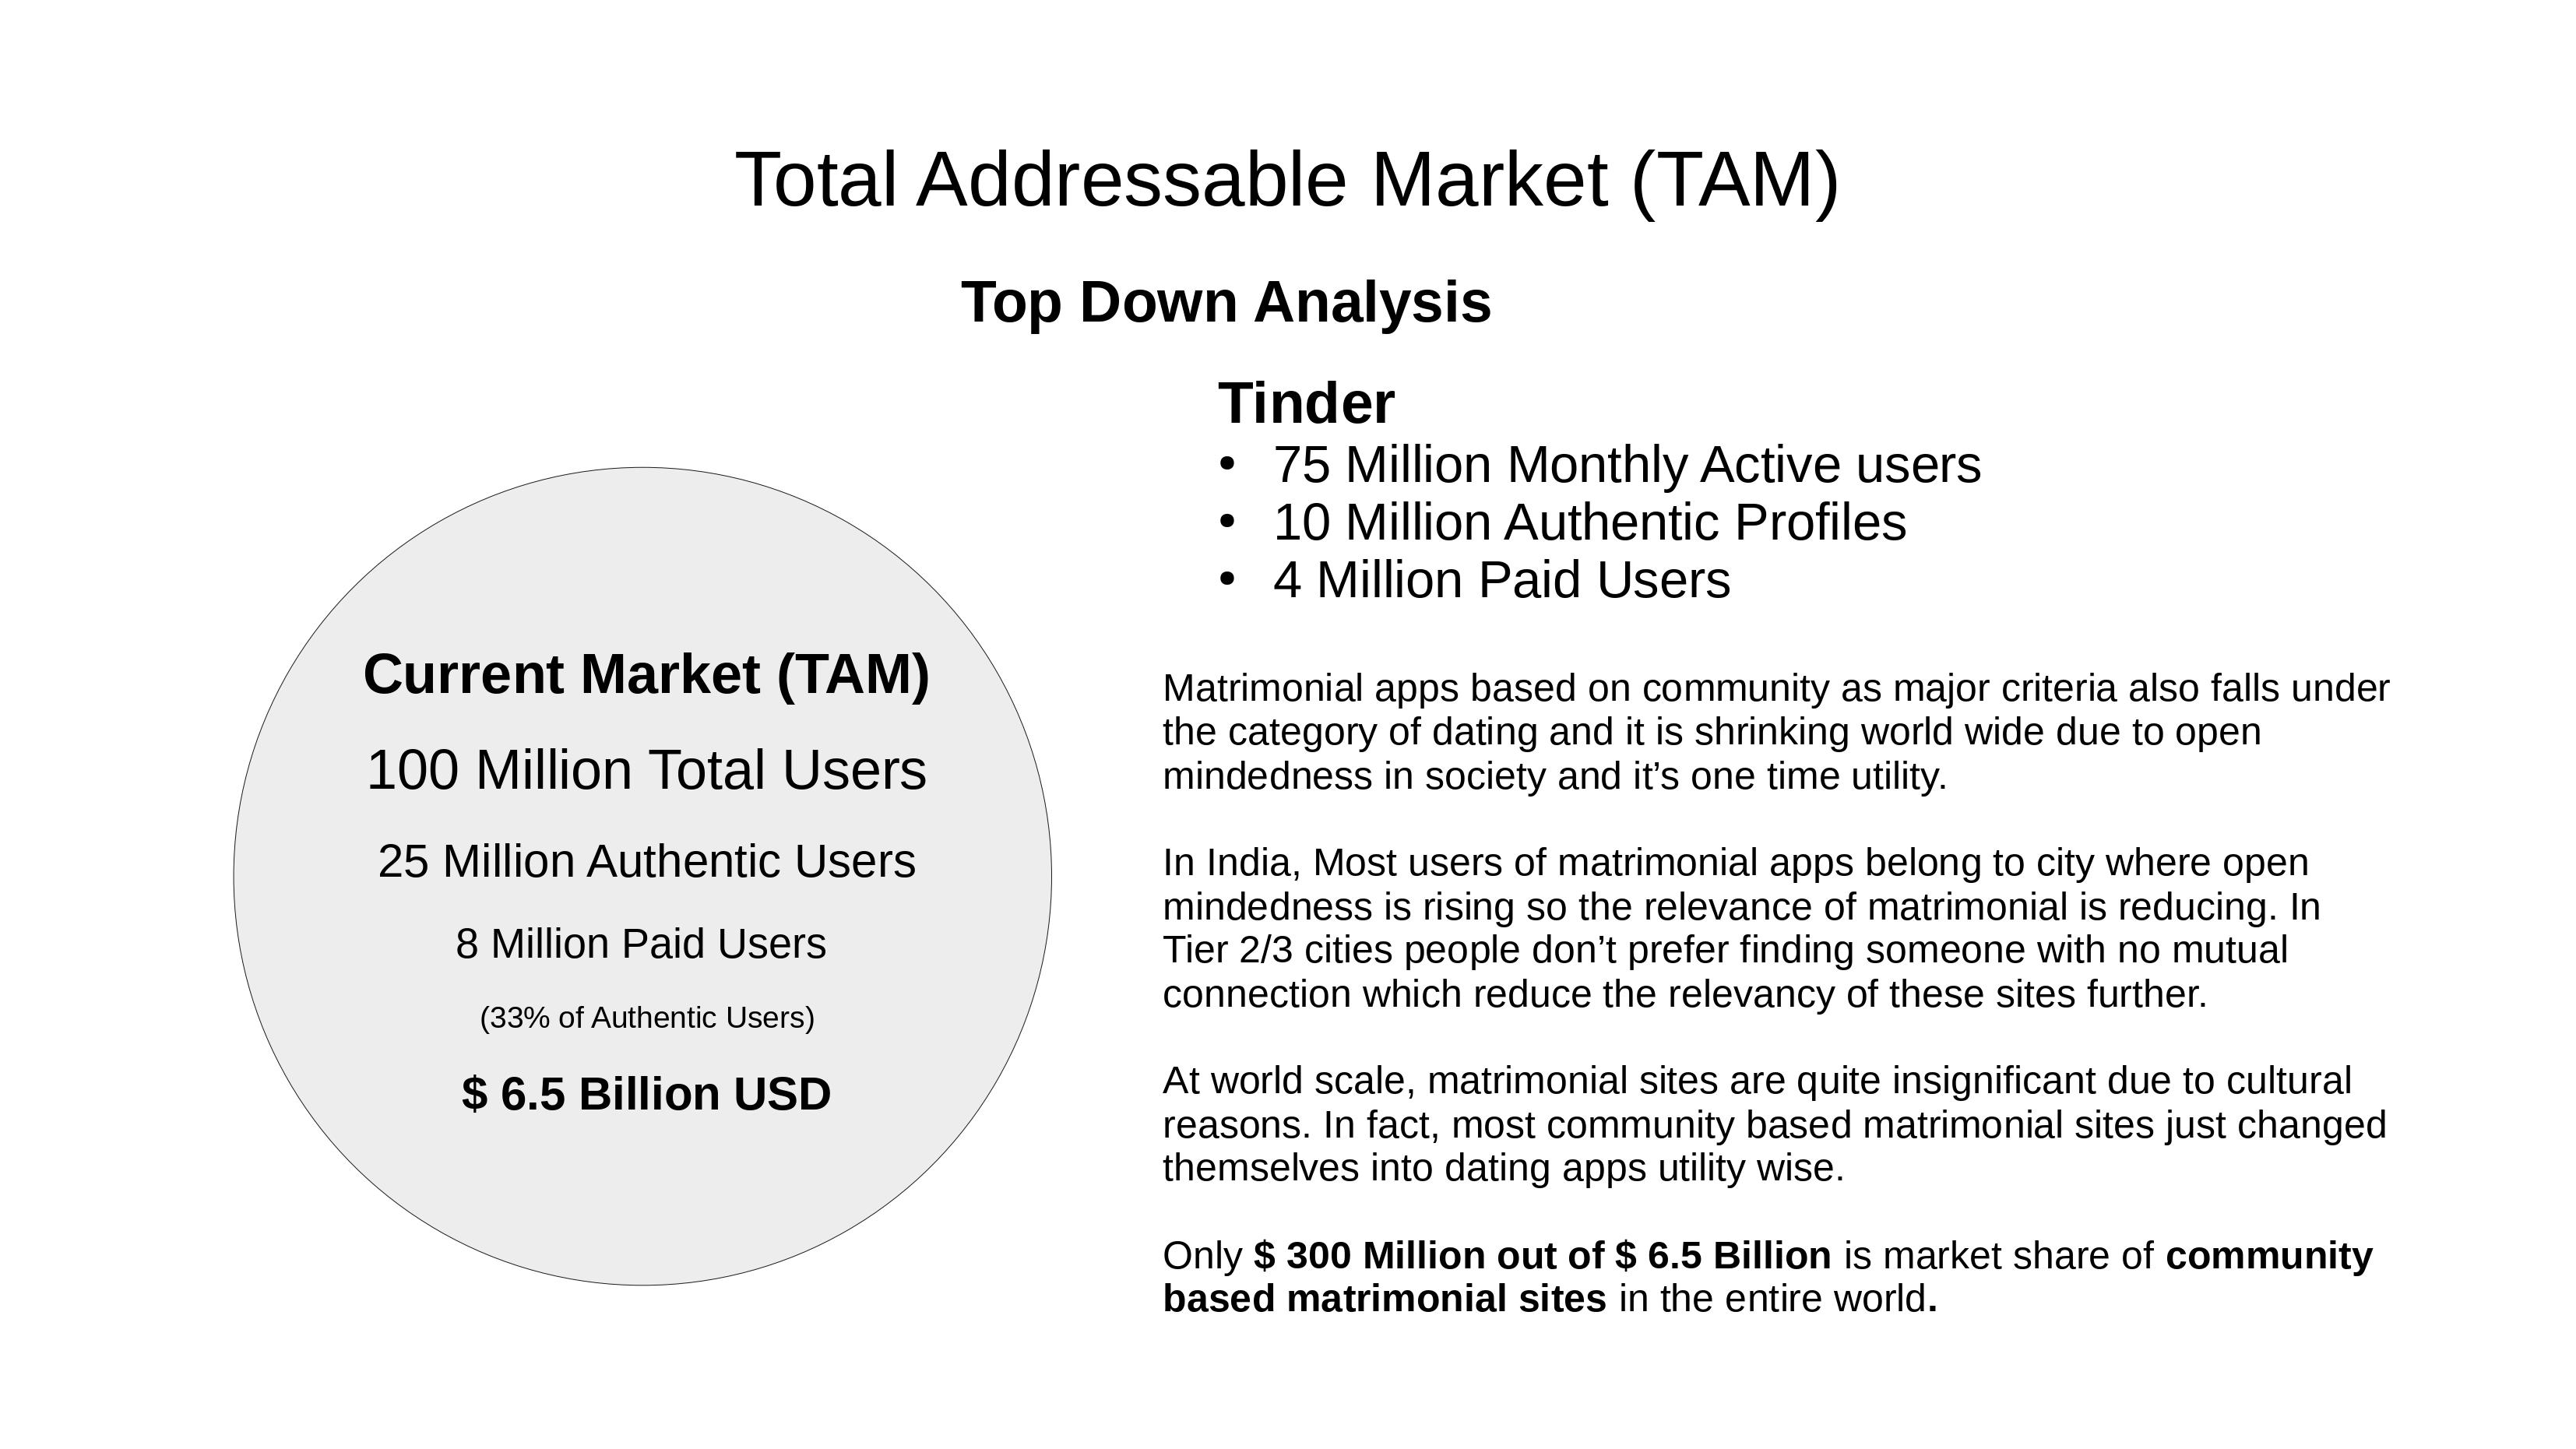 Total Addressable Market (TAM)
Top Down Analysis
Tinder
• 75 Million Monthly Active users
• 10 Million Authentic Profiles
• 4 Million Paid Users
Current Market (TAM)
100 Million Total Users
25 Million Authentic Users
8 Million Paid Users
(33% of Authentic Users)
$ 6.5 Billion USD
Matrimonial apps based on community as major criteria also falls under
the category of dating and it is shrinking world wide due to open
mindedness in society and it’s one time utility.
In India, Most users of matrimonial apps belong to city where open
mindedness is rising so the relevance of matrimonial is reducing. In
Tier 2/3 cities people don’t prefer finding someone with no mutual
connection which reduce the relevancy of these sites further.
At world scale, matrimonial sites are quite insignificant due to cultural
reasons. In fact, most community based matrimonial sites just changed
themselves into dating apps utility wise.
Only $ 300 Million out of $ 6.5 Billion is market share of community
based matrimonial sites in the entire world.